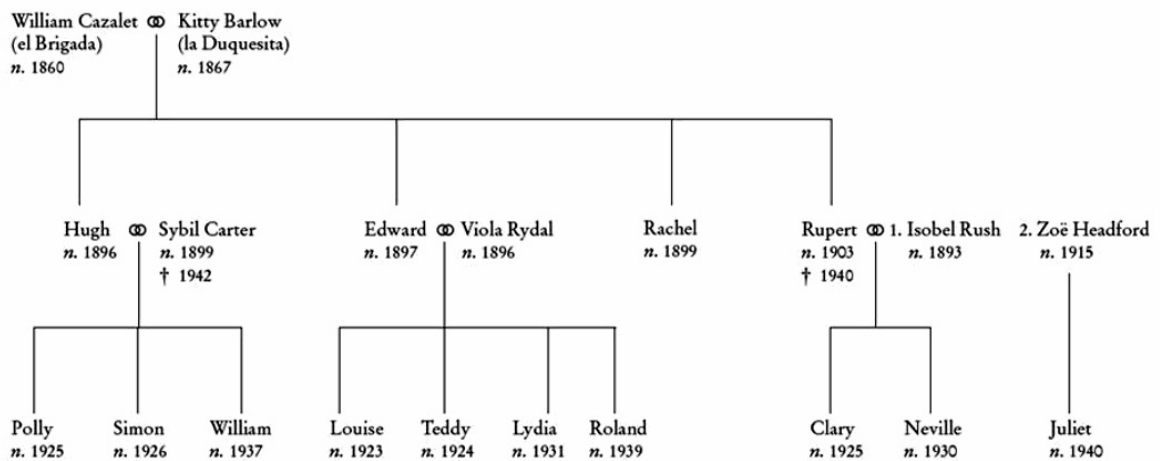 William Cazalet ⚭ Kitty Barlow
(el Brigada) (la Duquesita)
n. 1860 n. 1867
Hugh ⚭ Sybil Carter Edward ⚭ Viola Rydal Rachel Rupert ⚭ 1. Isobel Rush 2. Zoë Headford
n. 1896 n. 1899 n. 1897 n. 1896 n. 1899 n. 1903 n. 1893 n. 1915
† 1942 † 1940
Polly Simon William Louise Teddy Lydia Roland Clary Neville Juliet
n. 1925 n. 1926 n. 1937 n. 1923 n. 1924 n. 1931 n. 1939 n. 1925 n. 1930 n. 1940